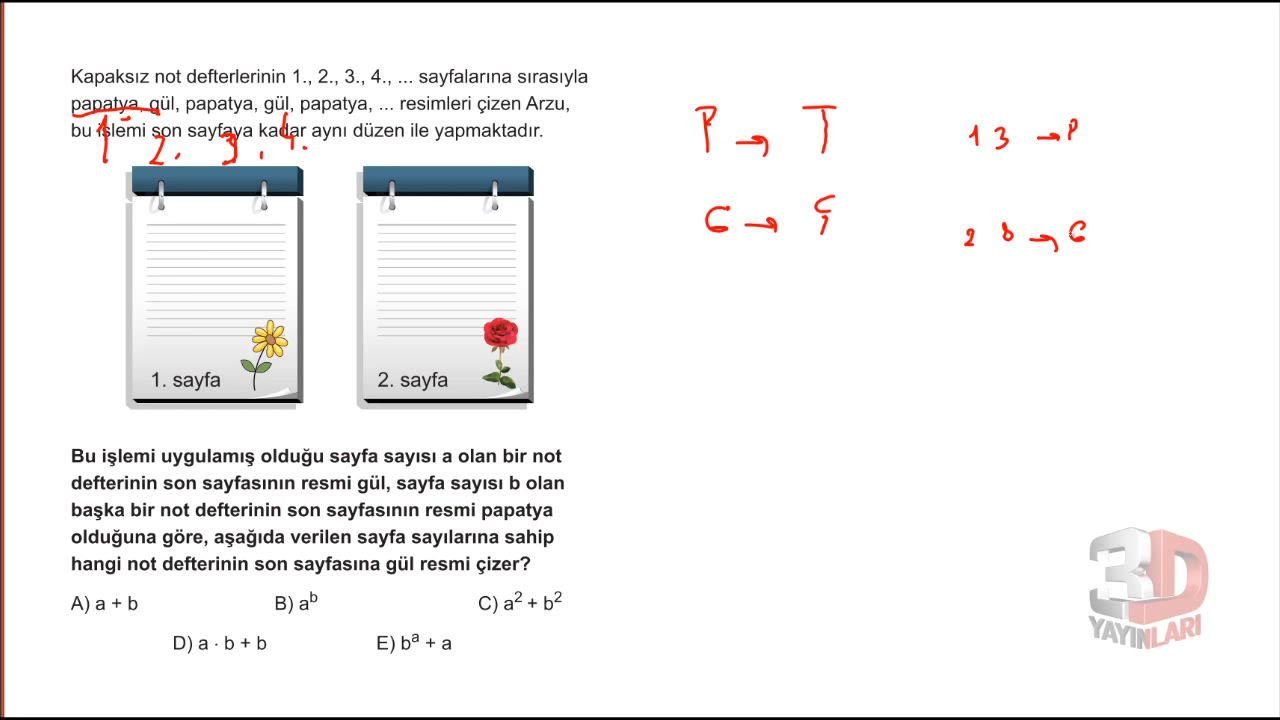 Kapaksız not defterlerinin 1., 2., 3., 4., ... sayfalarına sırasıyla
papatya, gül, papatya, gül, papatya, ... resimleri çizen Arzu,
bu işlemi son sayfaya kadar aynı düzen ile yapmaktadır.
1. 2. 3. 4.
P → T
G → Ç
13 → P
28 → G
1. sayfa
2. sayfa
Bu işlemi uygulamış olduğu sayfa sayısı a olan bir not
defterinin son sayfasının resmi gül, sayfa sayısı b olan
başka bir not defterinin son sayfasının resmi papatya
olduğuna göre, aşağıda verilen sayfa sayılarına sahip
hangi not defterinin son sayfasına gül resmi çizer?
A) a + b B) aᵇ C) a² + b²
D) a · b + b E) bᵃ + a
3D
YAYINLARI